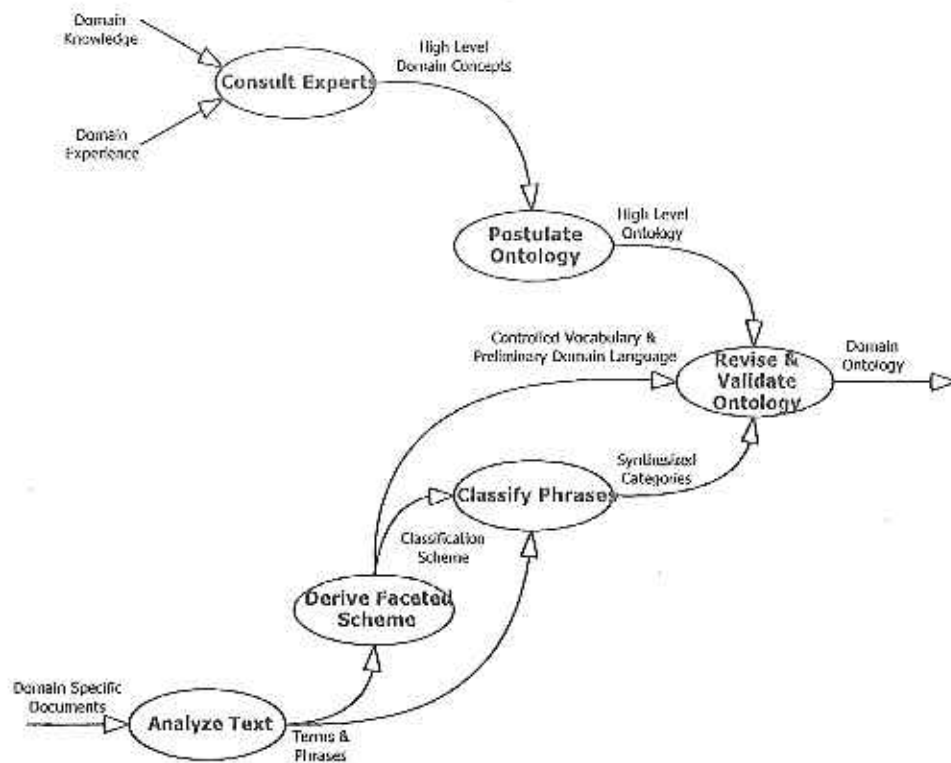 Domain
Knowledge
Consult Experts
High Level
Domain Concepts
Domain
Experience
Postulate
Ontology
High Level
Ontology
Controlled Vocabulary &
Preliminary Domain Language
Revise &
Validate
Ontology
Domain
Ontology
Classify Phrases
Synthesized
Categories
Classification
Scheme
Derive Faceted
Scheme
Domain Specific
Documents
Analyze Text
Terms &
Phrases